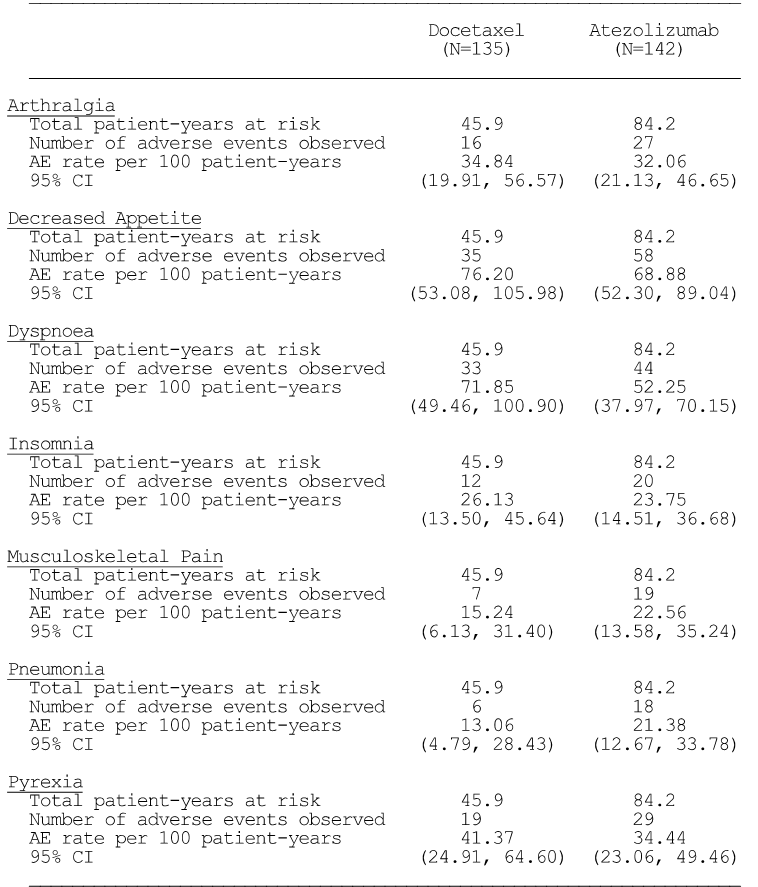 Docetaxel Atezolizumab
(N=135) (N=142)
Arthralgia
Total patient-years at risk 45.9 84.2
Number of adverse events observed 16 27
AE rate per 100 patient-years 34.84 32.06
95% CI (19.91, 56.57) (21.13, 46.65)
Decreased Appetite
Total patient-years at risk 45.9 84.2
Number of adverse events observed 35 58
AE rate per 100 patient-years 76.20 68.88
95% CI (53.08, 105.98) (52.30, 89.04)
Dyspnoea
Total patient-years at risk 45.9 84.2
Number of adverse events observed 33 44
AE rate per 100 patient-years 71.85 52.25
95% CI (49.46, 100.90) (37.97, 70.15)
Insomnia
Total patient-years at risk 45.9 84.2
Number of adverse events observed 12 20
AE rate per 100 patient-years 26.13 23.75
95% CI (13.50, 45.64) (14.51, 36.68)
Musculoskeletal Pain
Total patient-years at risk 45.9 84.2
Number of adverse events observed 7 19
AE rate per 100 patient-years 15.24 22.56
95% CI (6.13, 31.40) (13.58, 35.24)
Pneumonia
Total patient-years at risk 45.9 84.2
Number of adverse events observed 6 18
AE rate per 100 patient-years 13.06 21.38
95% CI (4.79, 28.43) (12.67, 33.78)
Pyrexia
Total patient-years at risk 45.9 84.2
Number of adverse events observed 19 29
AE rate per 100 patient-years 41.37 34.44
95% CI (24.91, 64.60) (23.06, 49.46)